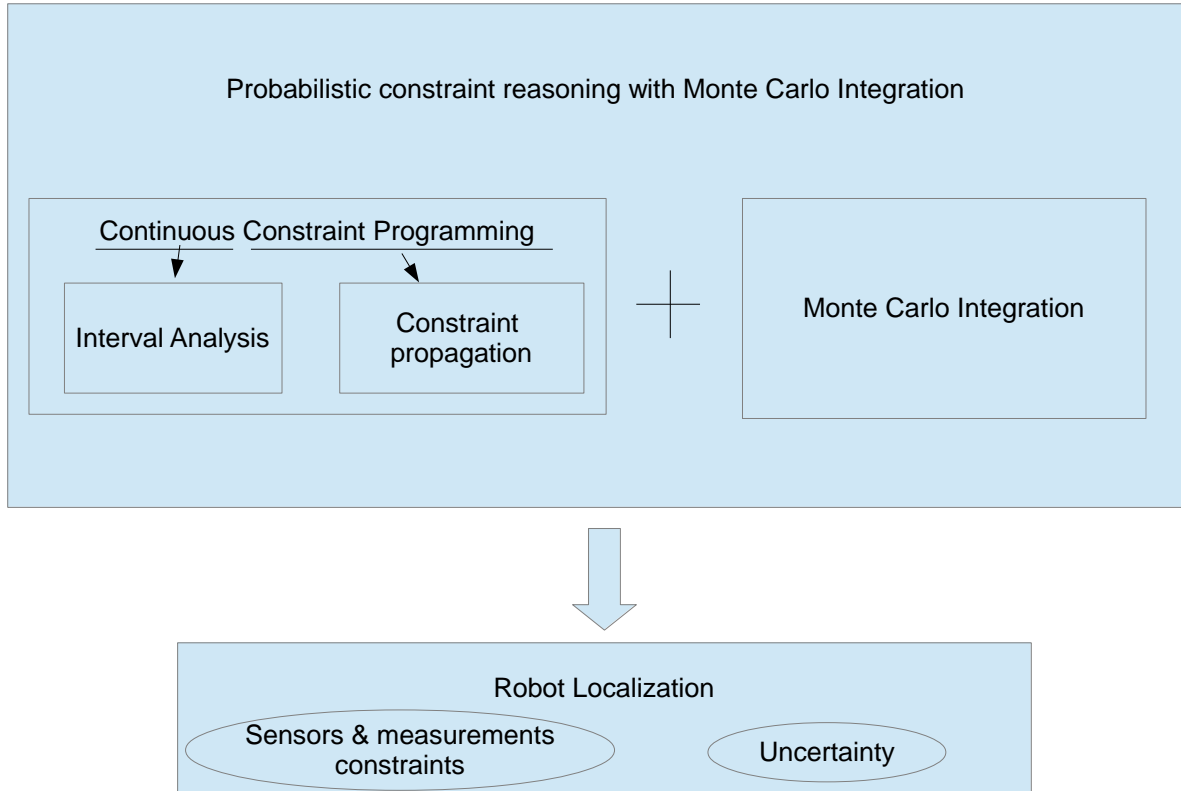 Probabilistic constraint reasoning with Monte Carlo Integration
Continuous Constraint Programming
Interval Analysis
Constraint
propagation
Monte Carlo Integration
Robot Localization
Sensors & measurements
constraints
Uncertainty